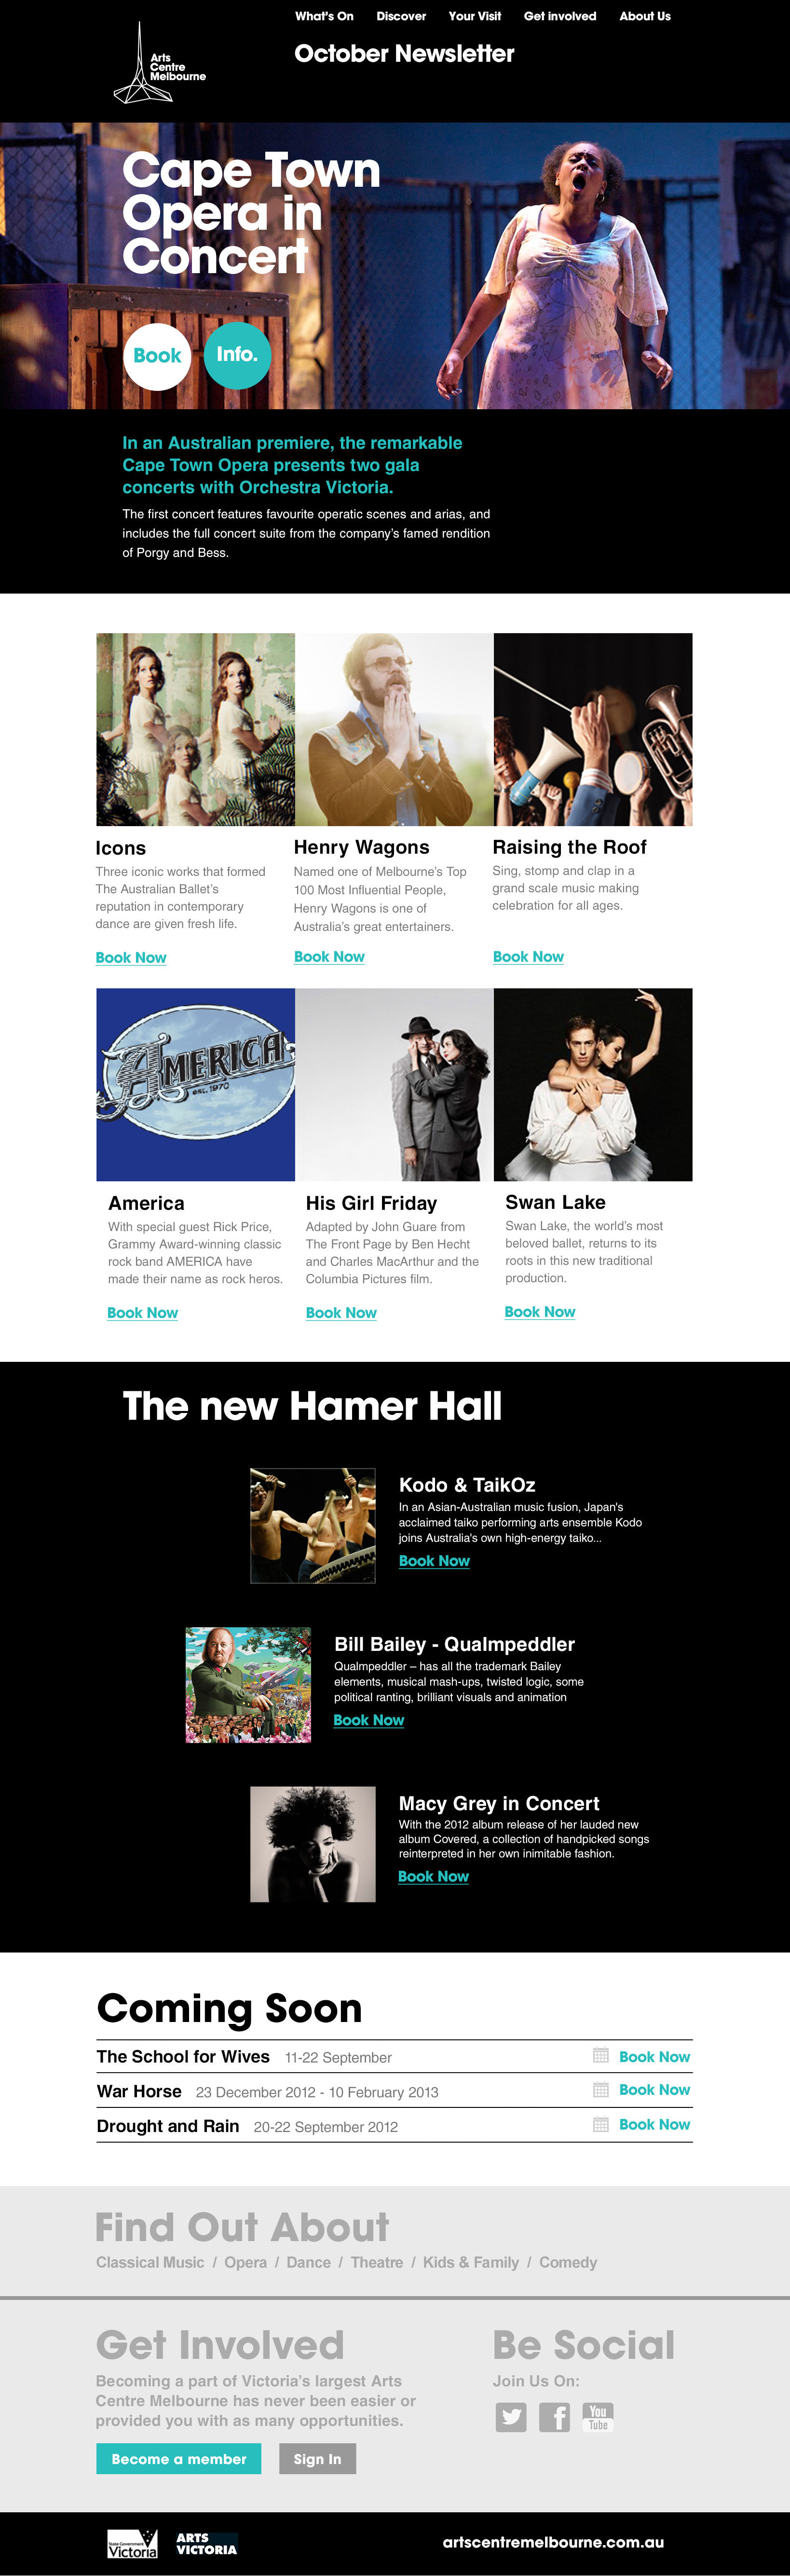 What's On Discover Your Visit Get involved About Us
October Newsletter
Arts
Centre
Melbourne
Cape Town
Opera in
Concert
Book Info.
In an Australian premiere, the remarkable
Cape Town Opera presents two gala
concerts with Orchestra Victoria.
The first concert features favourite operatic scenes and arias, and
includes the full concert suite from the company's famed rendition
of Porgy and Bess.
Icons
Three iconic works that formed
The Australian Ballet's
reputation in contemporary
dance are given fresh life.
Book Now
Henry Wagons
Named one of Melbourne's Top
100 Most Influential People,
Henry Wagons is one of
Australia's great entertainers.
Book Now
Raising the Roof
Sing, stomp and clap in a
grand scale music making
celebration for all ages.
Book Now
AMERICA
EST. 1970
America
With special guest Rick Price,
Grammy Award-winning classic
rock band AMERICA have
made their name as rock heros.
Book Now
His Girl Friday
Adapted by John Guare from
The Front Page by Ben Hecht
and Charles MacArthur and the
Columbia Pictures film.
Book Now
Swan Lake
Swan Lake, the world's most
beloved ballet, returns to its
roots in this new traditional
production.
Book Now
The new Hamer Hall
Kodo & TaikOz
In an Asian-Australian music fusion, Japan's
acclaimed taiko performing arts ensemble Kodo
joins Australia's own high-energy taiko...
Book Now
Bill Bailey - Qualmpeddler
Qualmpeddler – has all the trademark Bailey
elements, musical mash-ups, twisted logic, some
political ranting, brilliant visuals and animation
Book Now
Macy Grey in Concert
With the 2012 album release of her lauded new
album Covered, a collection of handpicked songs
reinterpreted in her own inimitable fashion.
Book Now
Coming Soon
The School for Wives 11-22 September Book Now
War Horse 23 December 2012 - 10 February 2013 Book Now
Drought and Rain 20-22 September 2012 Book Now
Find Out About
Classical Music / Opera / Dance / Theatre / Kids & Family / Comedy
Get Involved
Becoming a part of Victoria's largest Arts
Centre Melbourne has never been easier or
provided you with as many opportunities.
Become a member Sign In
Be Social
Join Us On:
You
Tube
State Government
Victoria
ARTS
VICTORIA
artscentremelbourne.com.au